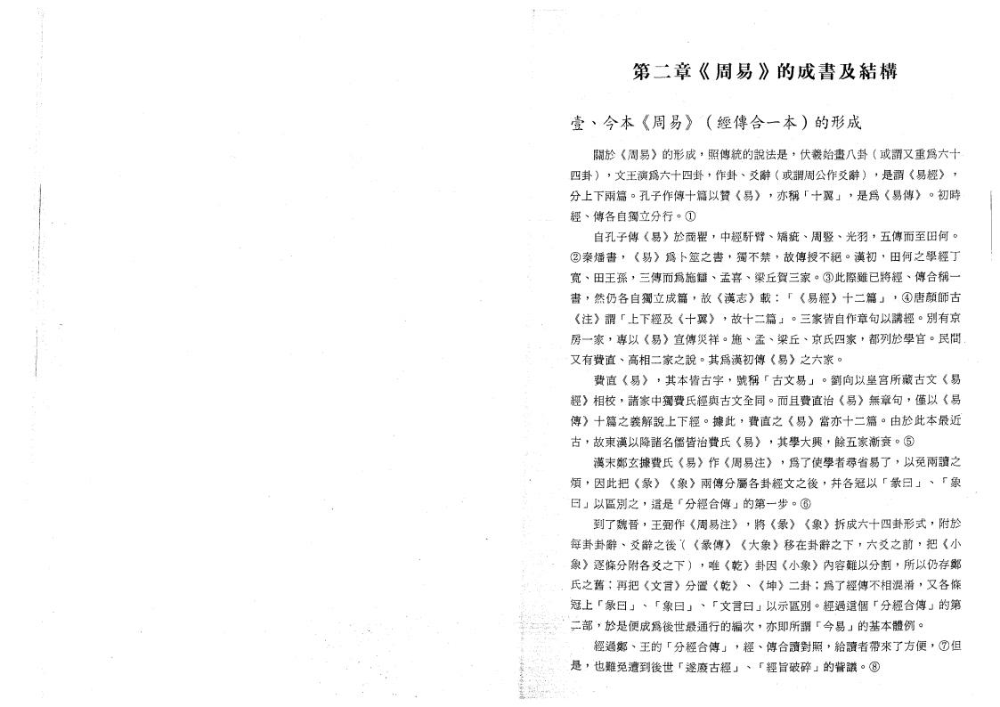 第二章《周易》的成書及結構
壹、今本《周易》（經傳合一本）的形成
關於《周易》的形成，照傳統的說法是，伏羲始畫八卦（或謂又重爲六十
四卦），文王演爲六十四卦，作卦、爻辭（或謂周公作爻辭），是謂《易經》，
分上下兩篇。孔子作傳十篇以贊《易》，亦稱「十翼」，是爲《易傳》。初時
經、傳各自獨立分行。①
自孔子傳《易》於商瞿，中經馯臂、矯疵、周豎、光羽，五傳而至田何。
②秦燔書，《易》爲卜筮之書，獨不禁，故傳授不絕。漢初，田何之學經丁
寬、田王孫，三傳而爲施讎、孟喜、梁丘賀三家。③此際雖已將經、傳合稱一
書，然仍各自獨立成篇，故《漢志》載：「《易經》十二篇」，④唐顏師古
《注》謂「上下經及《十翼》，故十二篇」。三家皆自作章句以講經。別有京
房一家，專以《易》宣傳災祥。施、孟、梁丘、京氏四家，都列於學官。民間
又有費直、高相二家之說。其爲漢初傳《易》之六家。
費直《易》，其本皆古字，號稱「古文易」。劉向以皇宮所藏古文《易
經》相校，諸家中獨費氏經與古文全同。而且費直治《易》無章句，僅以《易
傳》十篇之義解說上下經。據此，費直之《易》當亦十二篇。由於此本最近
古，故東漢以降諸名儒皆治費氏《易》，其學大興，餘五家漸衰。⑤
漢末鄭玄據費氏《易》作《周易注》，爲了使學者尋省易了，以免兩讀之
煩，因此把《彖》《象》兩傳分屬各卦經文之後，幷各冠以「彖曰」、「象
曰」以區別之，這是「分經合傳」的第一步。⑥
到了魏晉，王弼作《周易注》，將《彖》《象》拆成六十四卦形式，附於
每卦卦辭、爻辭之後（《彖傳》《大象》移在卦辭之下，六爻之前，把《小
象》逐條分附各爻之下），唯《乾》卦因《小象》內容難以分割，所以仍存鄭
氏之舊；再把《文言》分置《乾》、《坤》二卦；爲了經傳不相混淆，又各條
冠上「彖曰」、「象曰」、「文言曰」以示區別。經過這個「分經合傳」的第
二部，於是便成爲後世最通行的編次，亦即所謂「今易」的基本體例。
經過鄭、王的「分經合傳」，經、傳合讀對照，給讀者帶來了方便，⑦但
是，也難免遭到後世「遂廢古經」、「經旨破碎」的訾議。⑧